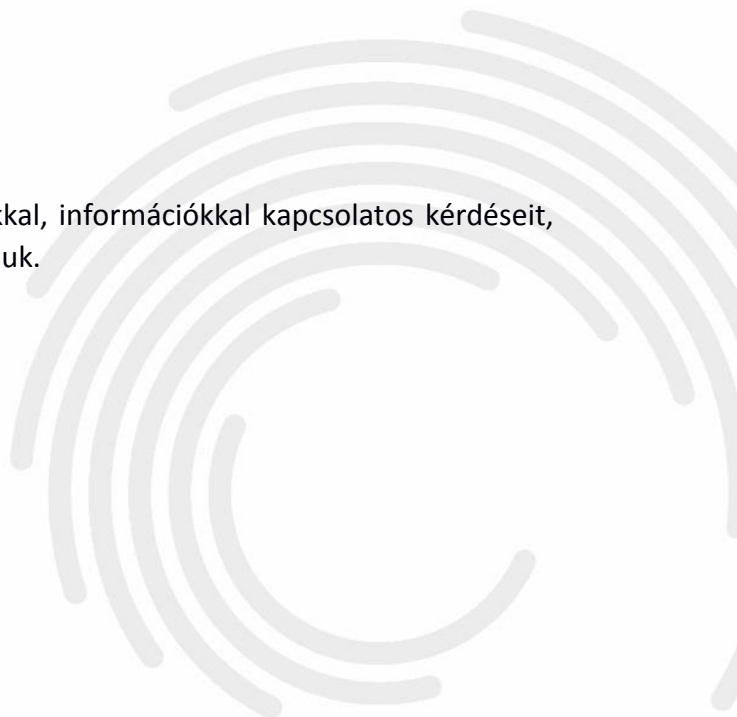 kkal, információkkal kapcsolatos kérdéseit,
uk.